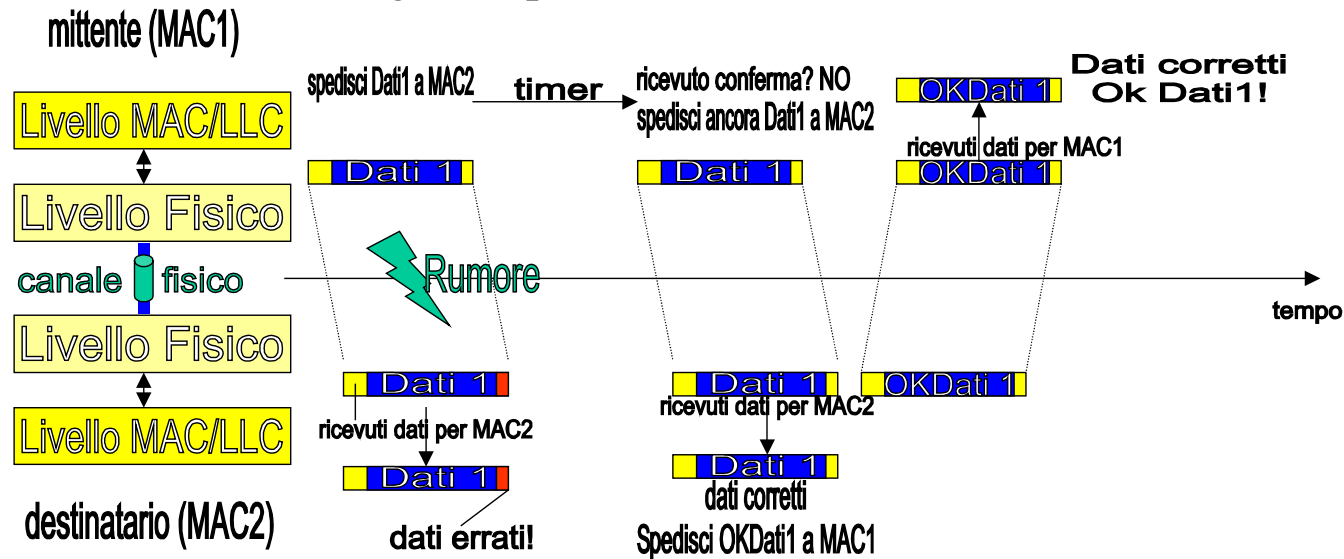 mittente (MAC1)
Livello MAC/LLC
Livello Fisico
canale fisico
Livello Fisico
Livello MAC/LLC
destinatario (MAC2)
spedisci Dati1 a MAC2
timer
ricevuto conferma? NO
spedisci ancora Dati1 a MAC2
OKDati 1
Dati corretti
Ok Dati1!
ricevuti dati per MAC1
Dati 1
Dati 1
OKDati 1
Rumore
tempo
Dati 1
Dati 1
OKDati 1
ricevuti dati per MAC2
ricevuti dati per MAC2
Dati 1
Dati 1
dati errati!
dati corretti
Spedisci OKDati1 a MAC1